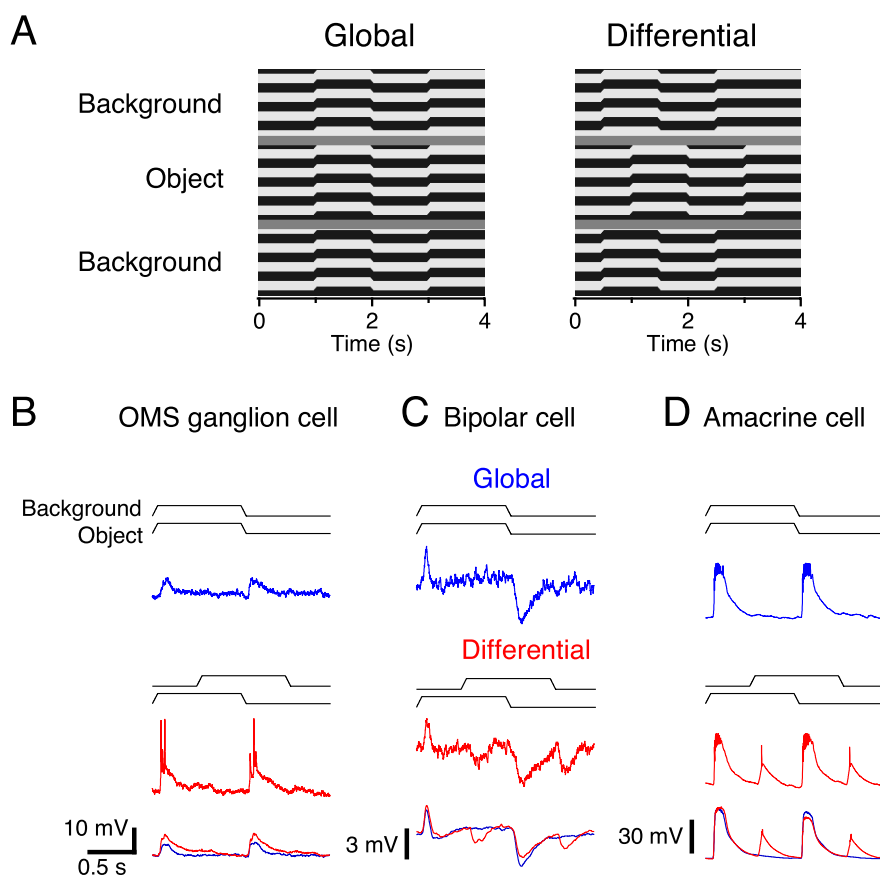 A
Global
Differential
Background
Object
Background
0
2
4
Time (s)
0
2
4
Time (s)
B
OMS ganglion cell
C
Bipolar cell
D
Amacrine cell
Global
Background
Object
Differential
10 mV
0.5 s
3 mV
30 mV